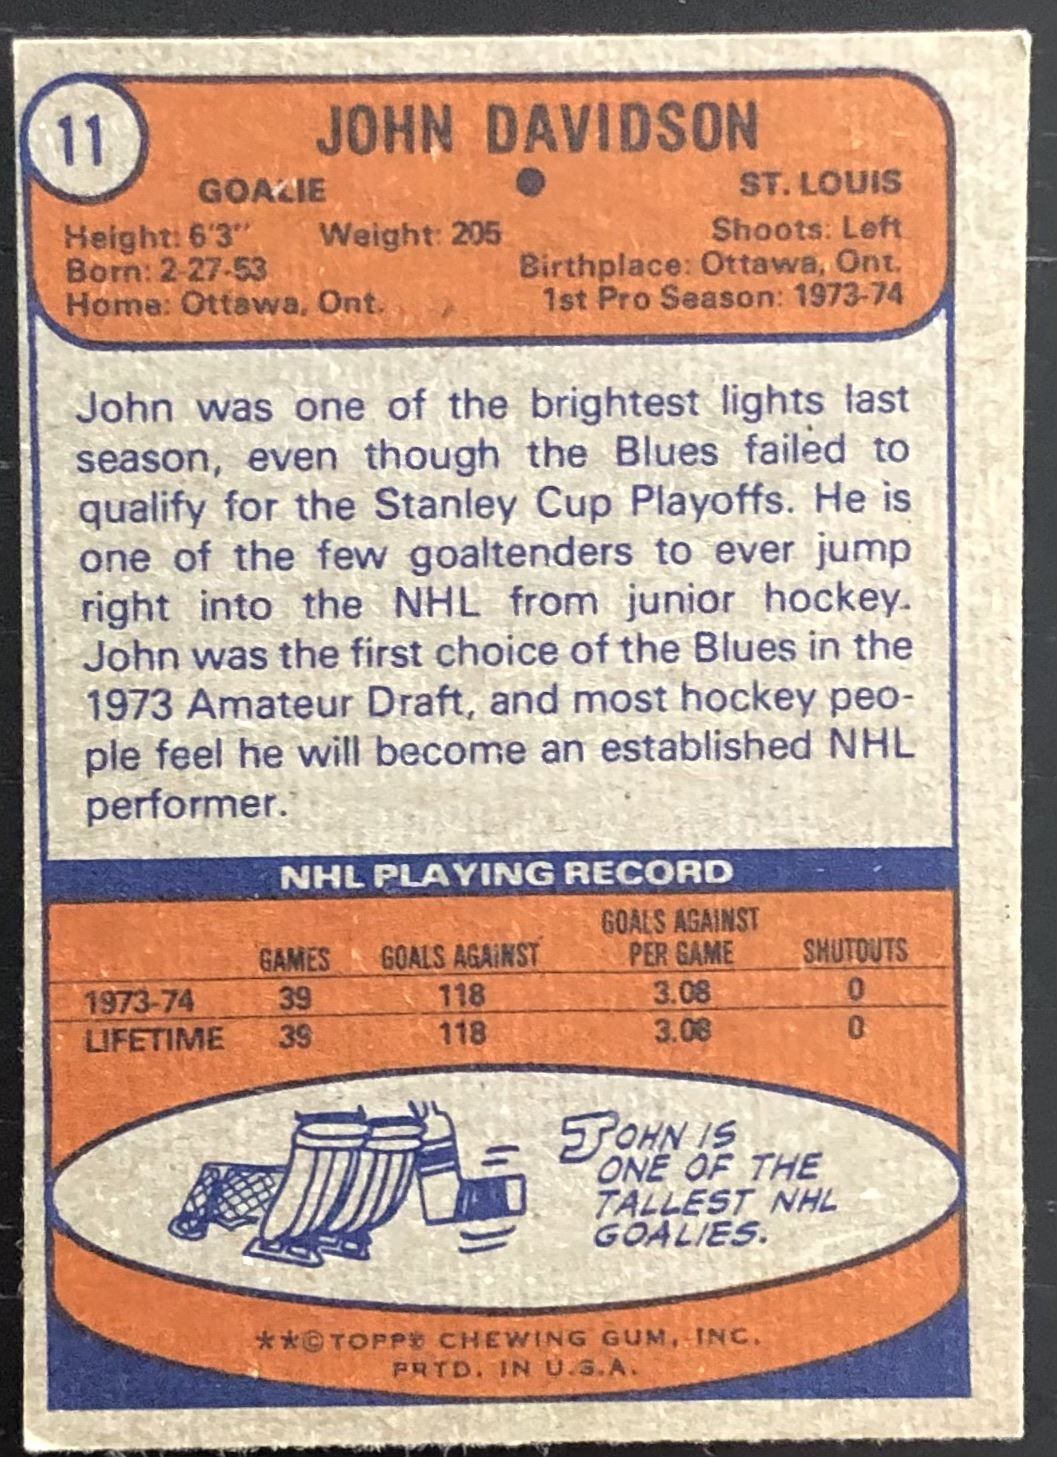 11
JOHN DAVIDSON
GOALIE ST. LOUIS
Height: 6'3" Weight: 205 Shoots: Left
Born: 2-27-53 Birthplace: Ottawa, Ont.
Home: Ottawa, Ont. 1st Pro Season: 1973-74
John was one of the brightest lights last
season, even though the Blues failed to
qualify for the Stanley Cup Playoffs. He is
one of the few goaltenders to ever jump
right into the NHL from junior hockey.
John was the first choice of the Blues in the
1973 Amateur Draft, and most hockey peo-
ple feel he will become an established NHL
performer.
NHL PLAYING RECORD
GAMES GOALS AGAINST GOALS AGAINST PER GAME SHUTOUTS
1973-74 39 118 3.08 0
LIFETIME 39 118 3.08 0
JOHN IS
ONE OF THE
TALLEST NHL
GOALIES.
**© TOPPS CHEWING GUM, INC.
PRTD. IN U.S.A.